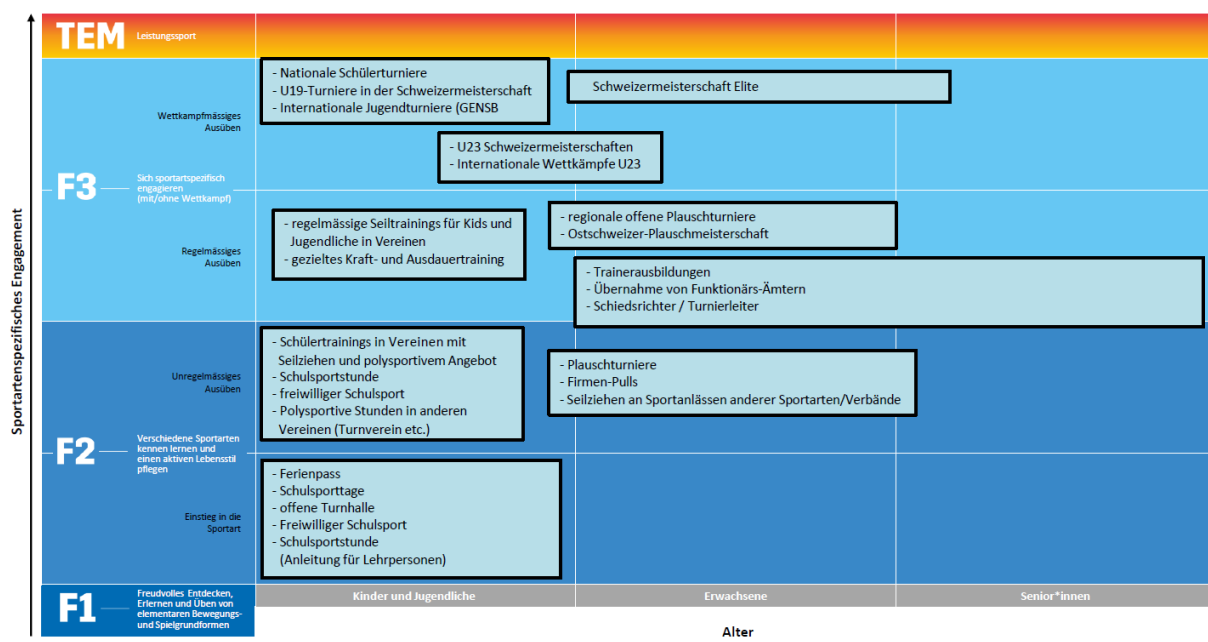 TEM Leistungssport
- Nationale Schülerturniere
- U19-Turniere in der Schweizermeisterschaft
- Internationale Jugendturniere (GENSB
Schweizermeisterschaft Elite
Wettkampfmässiges
Ausüben
- U23 Schweizermeisterschaften
- Internationale Wettkämpfe U23
F3
Sich sportartspezifisch
engagieren
(mit/ohne Wettkampf)
- regelmässige Seiltrainings für Kids und
Jugendliche in Vereinen
- gezieltes Kraft- und Ausdauertraining
- regionale offene Plauschturniere
- Ostschweizer-Plauschmeisterschaft
Regelmässiges
Ausüben
- Trainerausbildungen
- Übernahme von Funktionärs-Ämtern
- Schiedsrichter / Turnierleiter
Sportartenspezifisches Engagement
- Schülertrainings in Vereinen mit
Seilziehen und polysportivem Angebot
- Schulsportstunde
- freiwilliger Schulsport
- Polysportive Stunden in anderen
Vereinen (Turnverein etc.)
- Plauschturniere
- Firmen-Pulls
- Seilziehen an Sportanlässen anderer Sportarten/Verbände
Unregelmässiges
Ausüben
F2
Verschiedene Sportarten
kennen lernen und
einen aktiven Lebensstil
pflegen
- Ferienpass
- Schulsporttage
- offene Turnhalle
- Freiwilliger Schulsport
- Schulsportstunde
(Anleitung für Lehrpersonen)
Einstieg in die
Sportart
F1
Freudvolles Entdecken,
Erlernen und Üben von
elementaren Bewegungs-
und Spielgrundformen
Kinder und Jugendliche
Erwachsene
Senior*innen
Alter